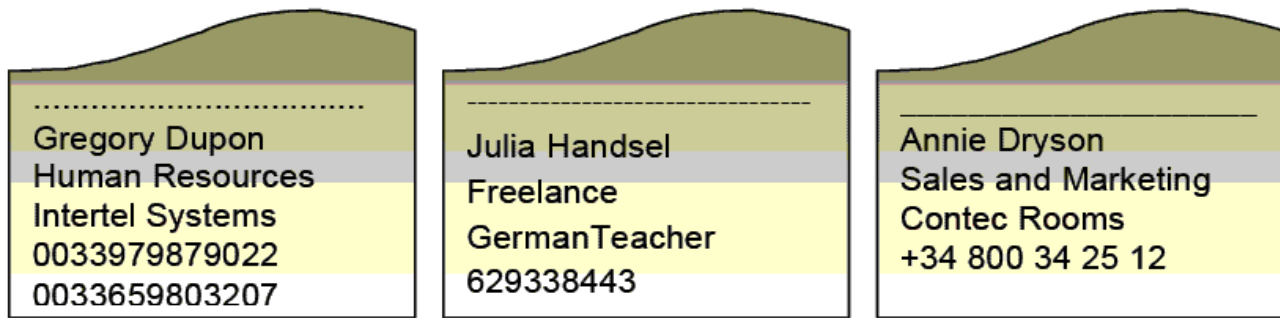 Gregory Dupon
Human Resources
Intertel Systems
0033979879022
0033659803207
Julia Handsel
Freelance
GermanTeacher
629338443
Annie Dryson
Sales and Marketing
Contec Rooms
+34 800 34 25 12